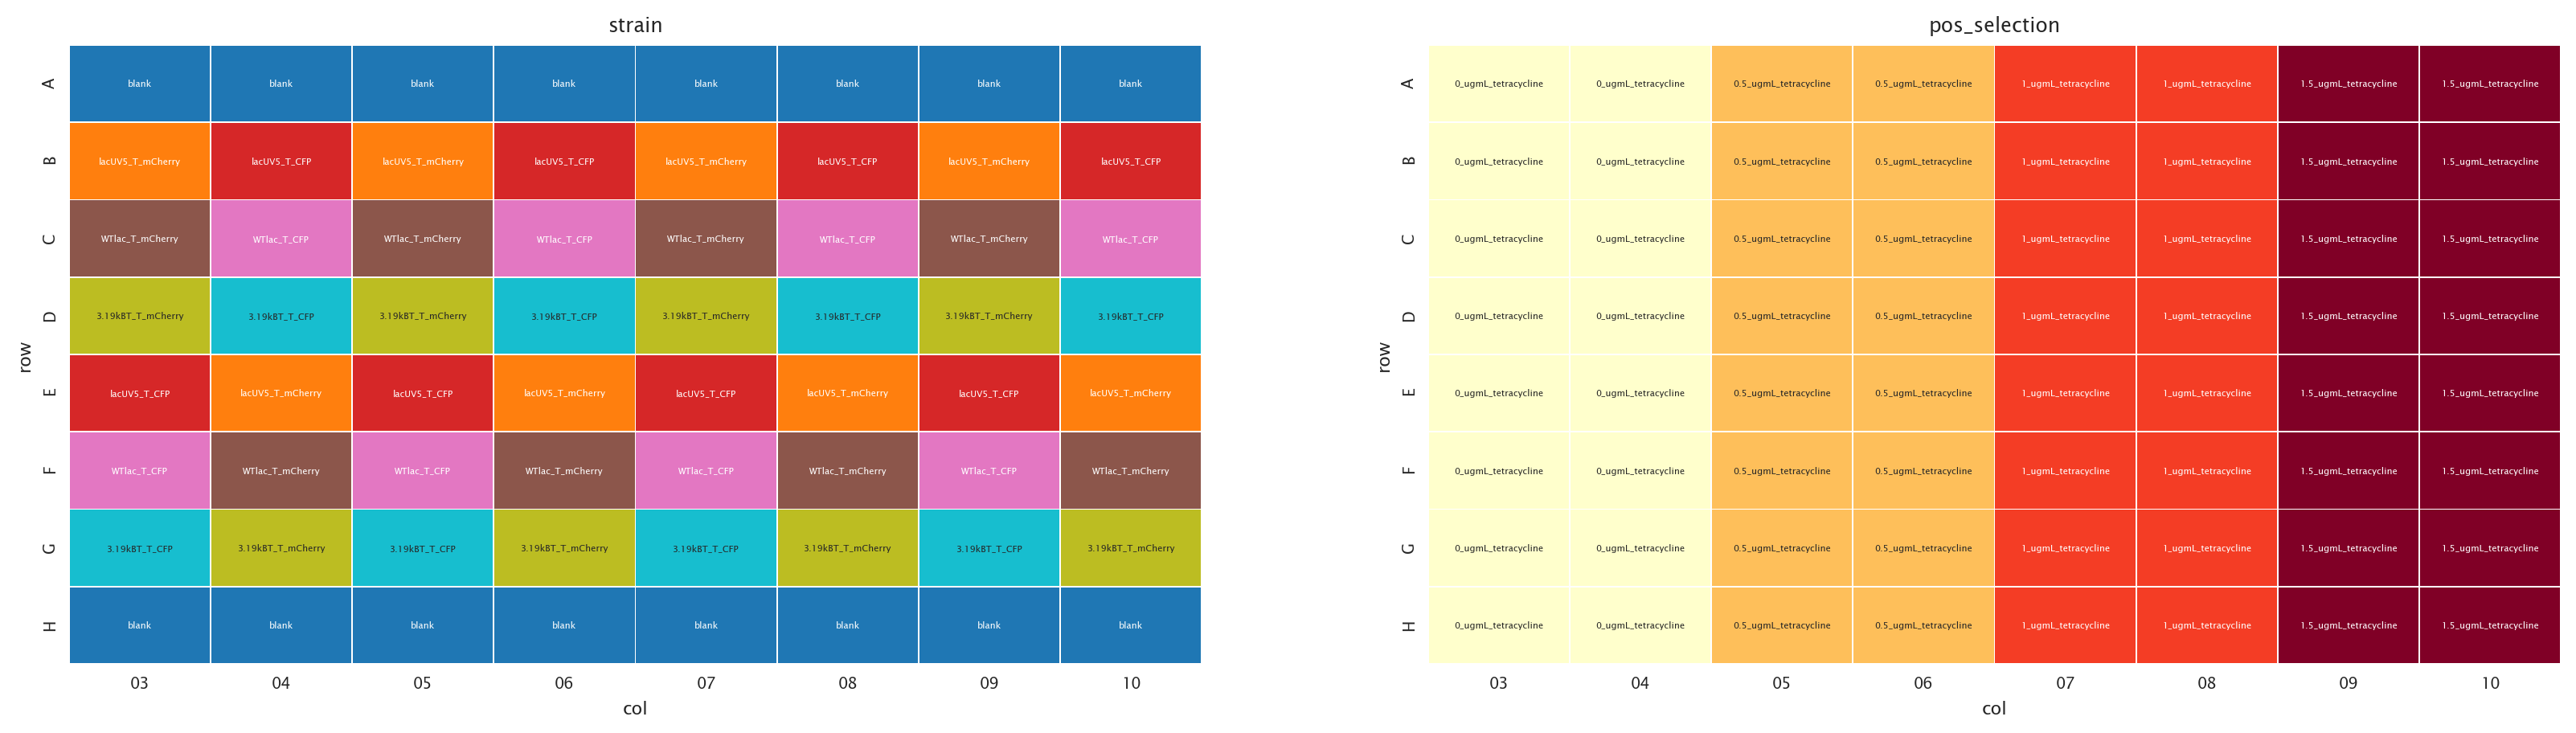 strain
row
A blank blank blank blank blank blank blank blank
B lacUV5_T_mCherry lacUV5_T_CFP lacUV5_T_mCherry lacUV5_T_CFP lacUV5_T_mCherry lacUV5_T_CFP lacUV5_T_mCherry lacUV5_T_CFP
C WTlac_T_mCherry WTlac_T_CFP WTlac_T_mCherry WTlac_T_CFP WTlac_T_mCherry WTlac_T_CFP WTlac_T_mCherry WTlac_T_CFP
D 3.19kBT_T_mCherry 3.19kBT_T_CFP 3.19kBT_T_mCherry 3.19kBT_T_CFP 3.19kBT_T_mCherry 3.19kBT_T_CFP 3.19kBT_T_mCherry 3.19kBT_T_CFP
E lacUV5_T_CFP lacUV5_T_mCherry lacUV5_T_CFP lacUV5_T_mCherry lacUV5_T_CFP lacUV5_T_mCherry lacUV5_T_CFP lacUV5_T_mCherry
F WTlac_T_CFP WTlac_T_mCherry WTlac_T_CFP WTlac_T_mCherry WTlac_T_CFP WTlac_T_mCherry WTlac_T_CFP WTlac_T_mCherry
G 3.19kBT_T_CFP 3.19kBT_T_mCherry 3.19kBT_T_CFP 3.19kBT_T_mCherry 3.19kBT_T_CFP 3.19kBT_T_mCherry 3.19kBT_T_CFP 3.19kBT_T_mCherry
H blank blank blank blank blank blank blank blank
03 04 05 06 07 08 09 10
col
pos_selection
row
A 0_ugmL_tetracycline 0_ugmL_tetracycline 0.5_ugmL_tetracycline 0.5_ugmL_tetracycline 1_ugmL_tetracycline 1_ugmL_tetracycline 1.5_ugmL_tetracycline 1.5_ugmL_tetracycline
B 0_ugmL_tetracycline 0_ugmL_tetracycline 0.5_ugmL_tetracycline 0.5_ugmL_tetracycline 1_ugmL_tetracycline 1_ugmL_tetracycline 1.5_ugmL_tetracycline 1.5_ugmL_tetracycline
C 0_ugmL_tetracycline 0_ugmL_tetracycline 0.5_ugmL_tetracycline 0.5_ugmL_tetracycline 1_ugmL_tetracycline 1_ugmL_tetracycline 1.5_ugmL_tetracycline 1.5_ugmL_tetracycline
D 0_ugmL_tetracycline 0_ugmL_tetracycline 0.5_ugmL_tetracycline 0.5_ugmL_tetracycline 1_ugmL_tetracycline 1_ugmL_tetracycline 1.5_ugmL_tetracycline 1.5_ugmL_tetracycline
E 0_ugmL_tetracycline 0_ugmL_tetracycline 0.5_ugmL_tetracycline 0.5_ugmL_tetracycline 1_ugmL_tetracycline 1_ugmL_tetracycline 1.5_ugmL_tetracycline 1.5_ugmL_tetracycline
F 0_ugmL_tetracycline 0_ugmL_tetracycline 0.5_ugmL_tetracycline 0.5_ugmL_tetracycline 1_ugmL_tetracycline 1_ugmL_tetracycline 1.5_ugmL_tetracycline 1.5_ugmL_tetracycline
G 0_ugmL_tetracycline 0_ugmL_tetracycline 0.5_ugmL_tetracycline 0.5_ugmL_tetracycline 1_ugmL_tetracycline 1_ugmL_tetracycline 1.5_ugmL_tetracycline 1.5_ugmL_tetracycline
H 0_ugmL_tetracycline 0_ugmL_tetracycline 0.5_ugmL_tetracycline 0.5_ugmL_tetracycline 1_ugmL_tetracycline 1_ugmL_tetracycline 1.5_ugmL_tetracycline 1.5_ugmL_tetracycline
03 04 05 06 07 08 09 10
col